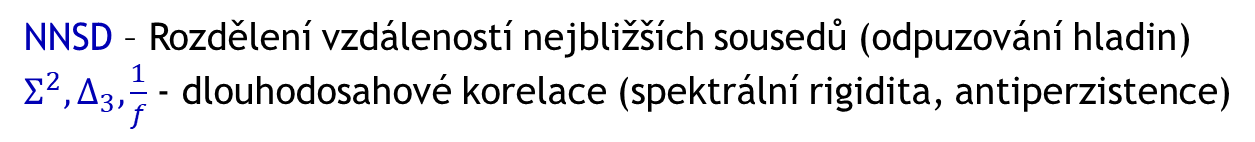 NNSD – Rozdělení vzdáleností nejbližších sousedů (odpuzování hladin)
Σ², Δ₃, 1/f - dlouhodosahové korelace (spektrální rigidita, antiperzistence)